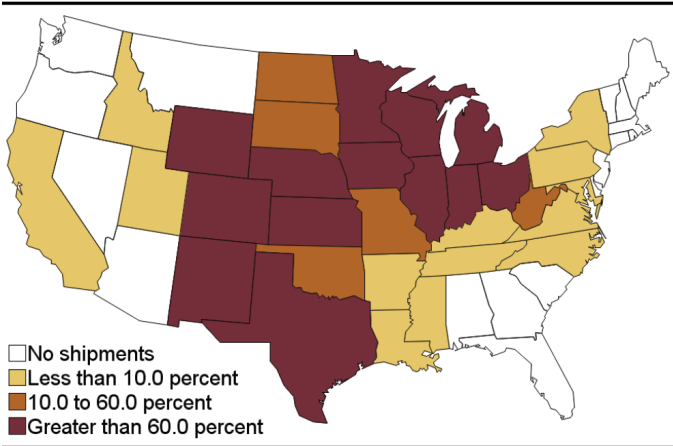 No shipments
Less than 10.0 percent
10.0 to 60.0 percent
Greater than 60.0 percent